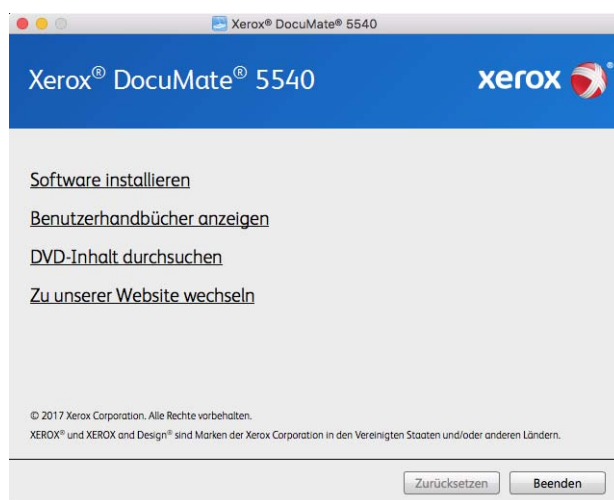 Xerox® DocuMate® 5540
Xerox® DocuMate® 5540
xerox ®
Software installieren
Benutzerhandbücher anzeigen
DVD-Inhalt durchsuchen
Zu unserer Website wechseln
© 2017 Xerox Corporation. Alle Rechte vorbehalten.
XEROX® und XEROX and Design® sind Marken der Xerox Corporation in den Vereinigten Staaten und/oder anderen Ländern.
Zurücksetzen
Beenden